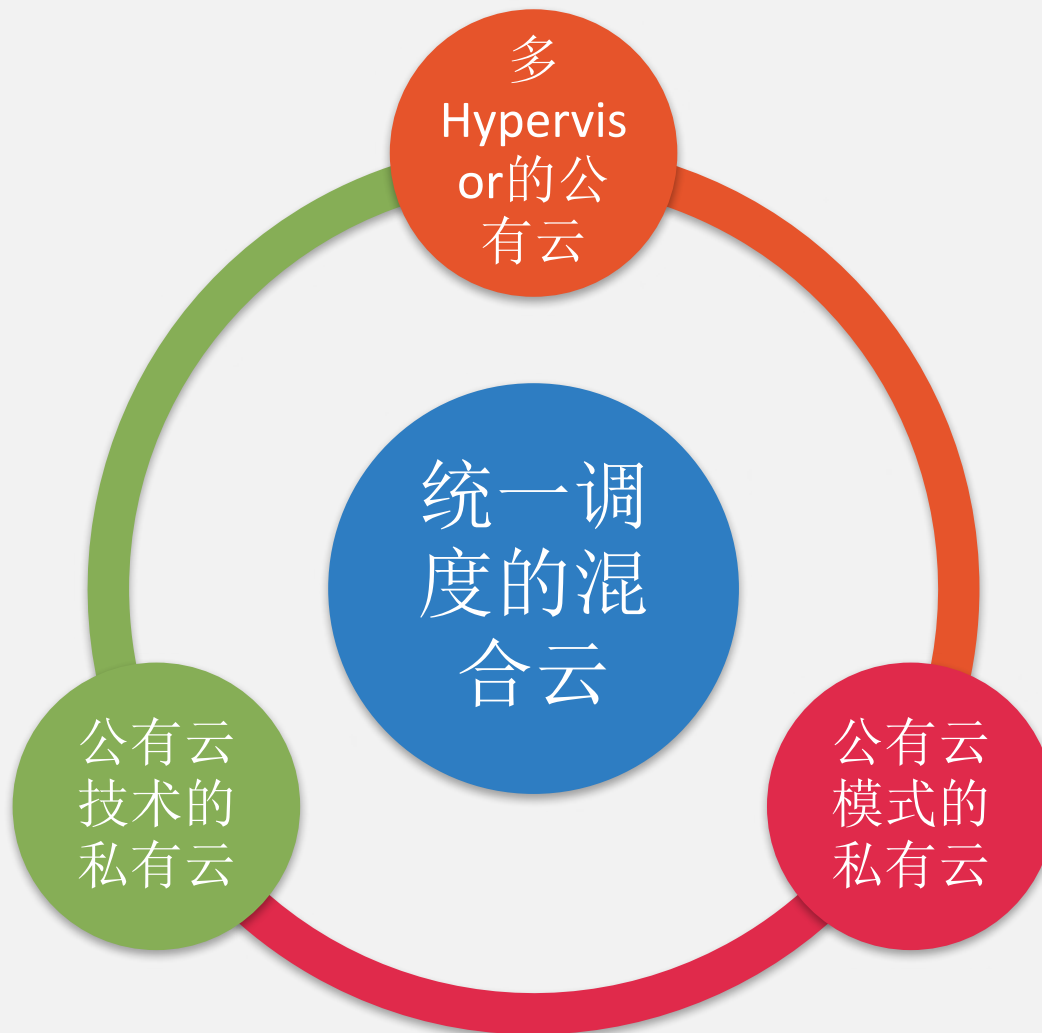 多
Hypervis
or的公
有云
统一调
度的混
合云
公有云
技术的
私有云
公有云
模式的
私有云